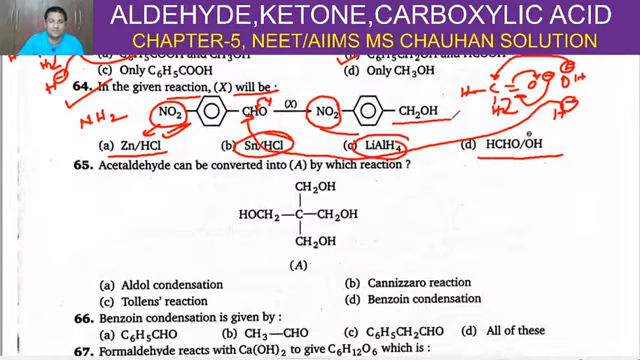 ALDEHYDE,KETONE,CARBOXYLIC ACID
CHAPTER-5, NEET/AIIMS MS CHAUHAN SOLUTION
(c) Only C₆H₅COOH (d) Only CH₃OH
64. In the given reaction, (X) will be :
NH₂ NO₂ CHO (X) NO₂ CH₂OH
(a) Zn/HCl (b) Sn/HCl (c) LiAlH₄ (d) HCHO/OH⊖
65. Acetaldehyde can be converted into (A) by which reaction ?
CH₂OH
HOCH₂—C—CH₂OH
CH₂OH
(A)
(a) Aldol condensation (b) Cannizzaro reaction
(c) Tollens' reaction (d) Benzoin condensation
66. Benzoin condensation is given by :
(a) C₆H₅CHO (b) CH₃—CHO (c) C₆H₅CH₂CHO (d) All of these
67. Formaldehyde reacts with Ca(OH)₂ to give C₆H₁₂O₆ which is :